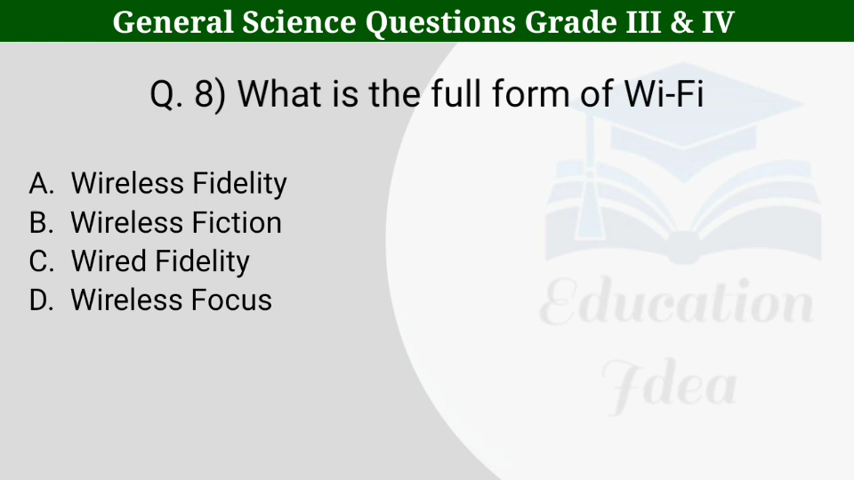 General Science Questions Grade III & IV
Q. 8) What is the full form of Wi-Fi
A. Wireless Fidelity
B. Wireless Fiction
C. Wired Fidelity
D. Wireless Focus
Education
Idea